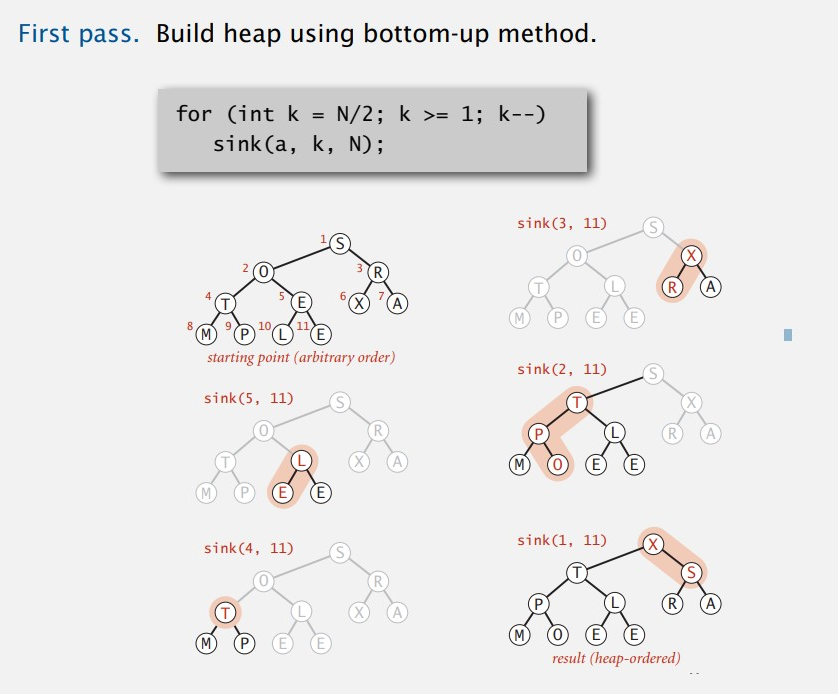 First pass. Build heap using bottom-up method.
for (int k = N/2; k >= 1; k--)
sink(a, k, N);
1 S
2 O 3 R
4 T 5 E 6 X 7 A
8 M 9 P 10 L 11 E
starting point (arbitrary order)
sink(5, 11)
S
O R
T L X A
M P E E
sink(4, 11)
S
O R
T L X A
M P E E
sink(3, 11)
S
O X
T L R A
M P E E
sink(2, 11)
S
T X
P L R A
M O E E
sink(1, 11)
X
T S
P L R A
M O E E
result (heap-ordered)